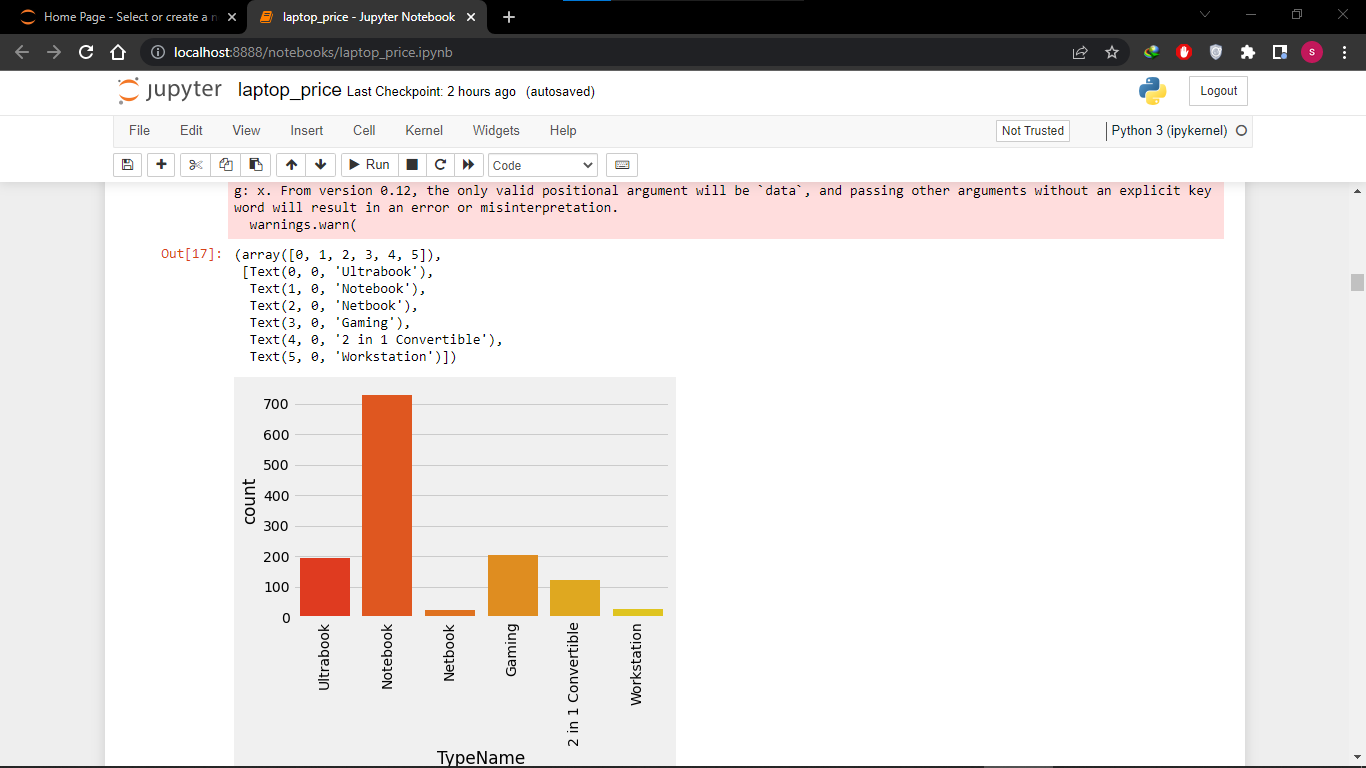 Home Page - Select or create a n
laptop_price - Jupyter Notebook
localhost:8888/notebooks/laptop_price.ipynb
s
jupyter laptop_price Last Checkpoint: 2 hours ago (autosaved)
Logout
File Edit View Insert Cell Kernel Widgets Help
Not Trusted
Python 3 (ipykernel)
Run
Code
g: x. From version 0.12, the only valid positional argument will be `data`, and passing other arguments without an explicit key
word will result in an error or misinterpretation.
warnings.warn(
Out[17]: (array([0, 1, 2, 3, 4, 5]),
[Text(0, 0, 'Ultrabook'),
Text(1, 0, 'Notebook'),
Text(2, 0, 'Netbook'),
Text(3, 0, 'Gaming'),
Text(4, 0, '2 in 1 Convertible'),
Text(5, 0, 'Workstation')])
700
600
500
400
300
200
100
0
count
Ultrabook
Notebook
Netbook
Gaming
2 in 1 Convertible
Workstation
TypeName